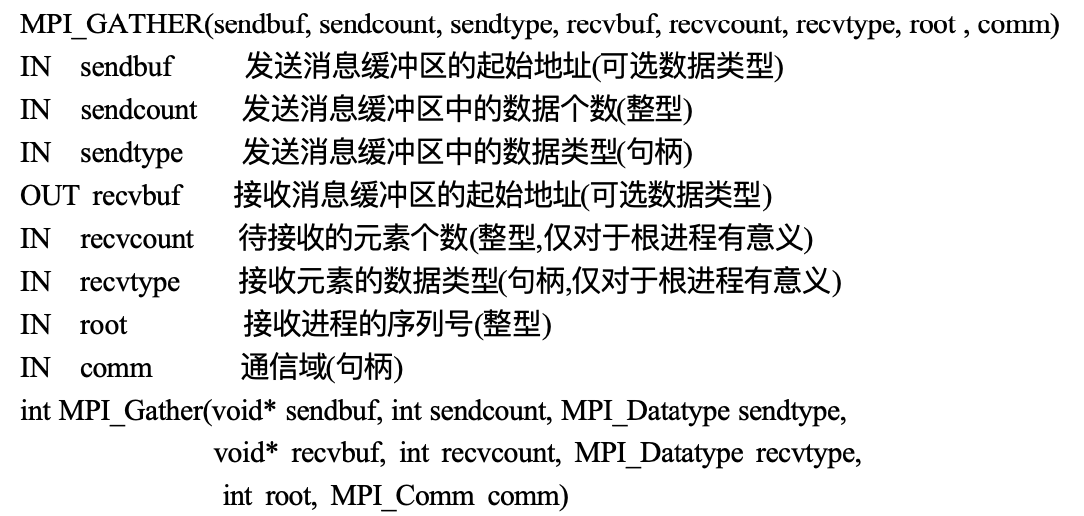 MPI_GATHER(sendbuf, sendcount, sendtype, recvbuf, recvcount, recvtype, root , comm)
IN sendbuf 发送消息缓冲区的起始地址(可选数据类型)
IN sendcount 发送消息缓冲区中的数据个数(整型)
IN sendtype 发送消息缓冲区中的数据类型(句柄)
OUT recvbuf 接收消息缓冲区的起始地址(可选数据类型)
IN recvcount 待接收的元素个数(整型,仅对于根进程有意义)
IN recvtype 接收元素的数据类型(句柄,仅对于根进程有意义)
IN root 接收进程的序列号(整型)
IN comm 通信域(句柄)
int MPI_Gather(void* sendbuf, int sendcount, MPI_Datatype sendtype,
void* recvbuf, int recvcount, MPI_Datatype recvtype,
int root, MPI_Comm comm)